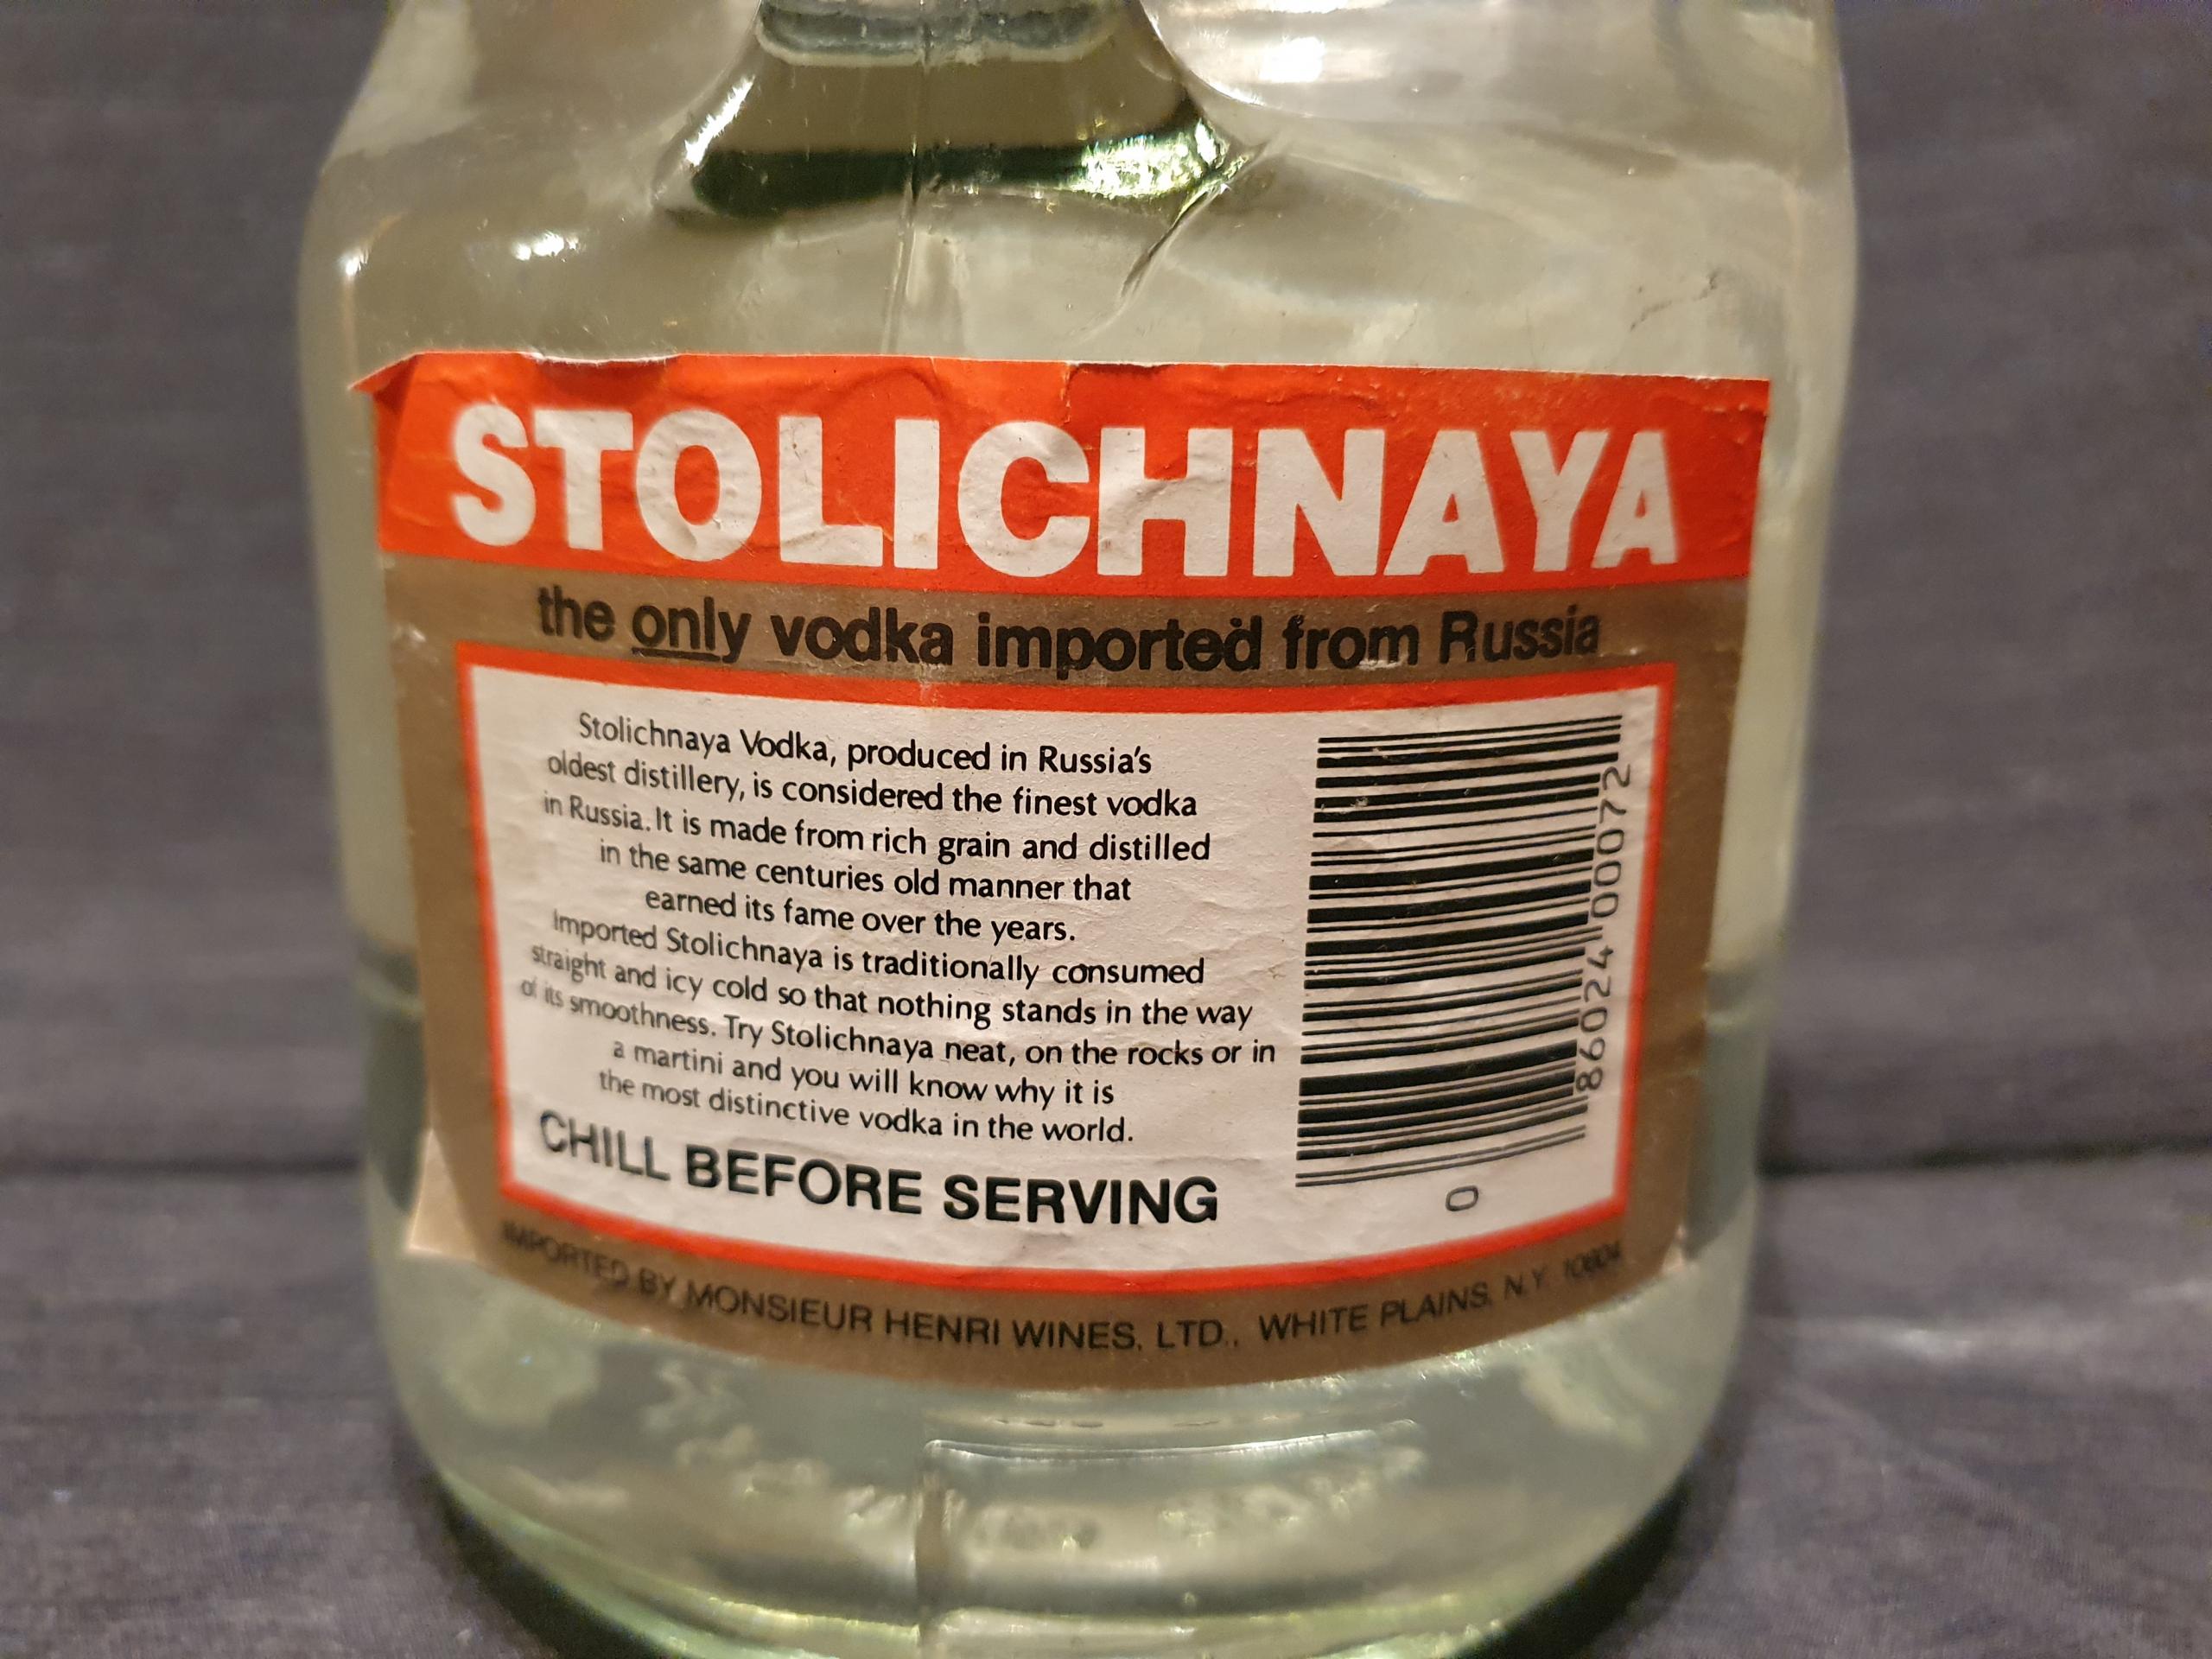 STOLICHNAYA
the only vodka imported from Russia
Stolichnaya Vodka, produced in Russia's
oldest distillery, is considered the finest vodka
in Russia. It is made from rich grain and distilled
in the same centuries old manner that
earned its fame over the years.
Imported Stolichnaya is traditionally consumed
straight and icy cold so that nothing stands in the way
of its smoothness. Try Stolichnaya neat, on the rocks or in
a martini and you will know why it is
the most distinctive vodka in the world.
CHILL BEFORE SERVING
0 86024 00072
IMPORTED BY MONSIEUR HENRI WINES, LTD., WHITE PLAINS, N.Y. 10604